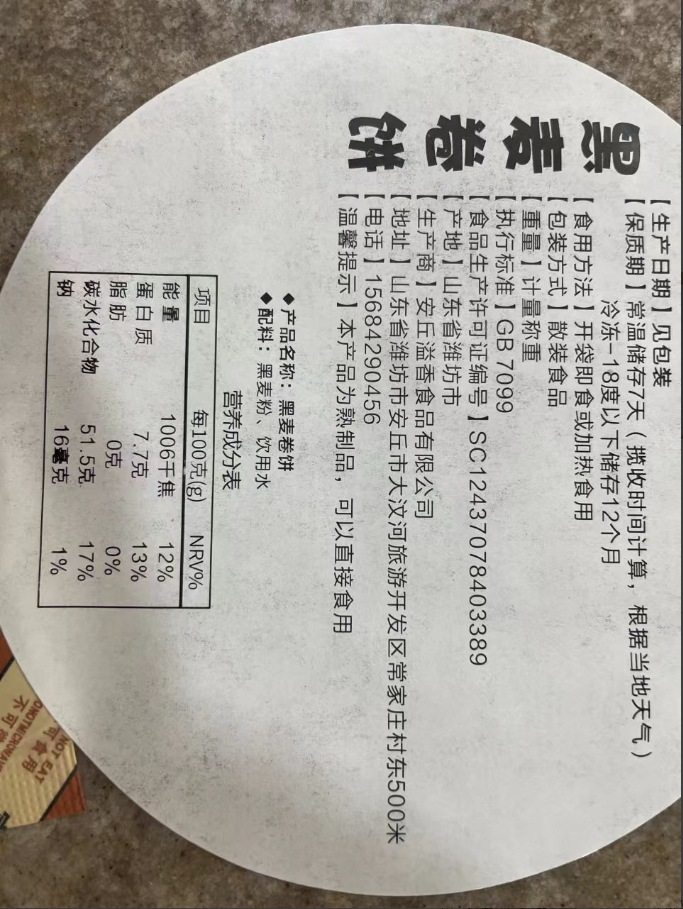 黑麦卷饼
【生产日期】见包装
【保质期】常温储存7天（揽收时间计算，根据当地天气）
冷冻-18度以下储存12个月
【食用方法】开袋即食或加热食用
【包装方式】散装食品
【重量】计量称重
【执行标准】GB 7099
【食品生产许可证编号】SC12437078403389
【产地】山东省潍坊市
【生产商】安丘溢香食品有限公司
【地址】山东省潍坊市安丘市大汶河旅游开发区常家庄村东500米
【电话】15684290456
【温馨提示】本产品为熟制品，可以直接食用
◆产品名称：黑麦卷饼
◆配料：黑麦粉、饮用水
营养成分表
项目 每100克(g) NRV%
能量 1006千焦 12%
蛋白质 7.7克 13%
脂肪 0克 0%
碳水化合物 51.5克 17%
钠 16毫克 1%
NOT EAT
不可食用
DO NOT MICROWAVE